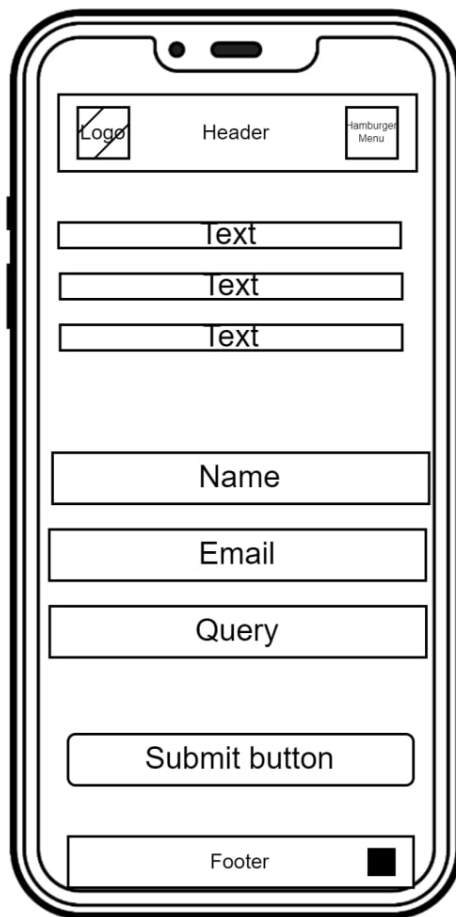 Logo
Header
Hamburger
Menu
Text
Text
Text
Name
Email
Query
Submit button
Footer